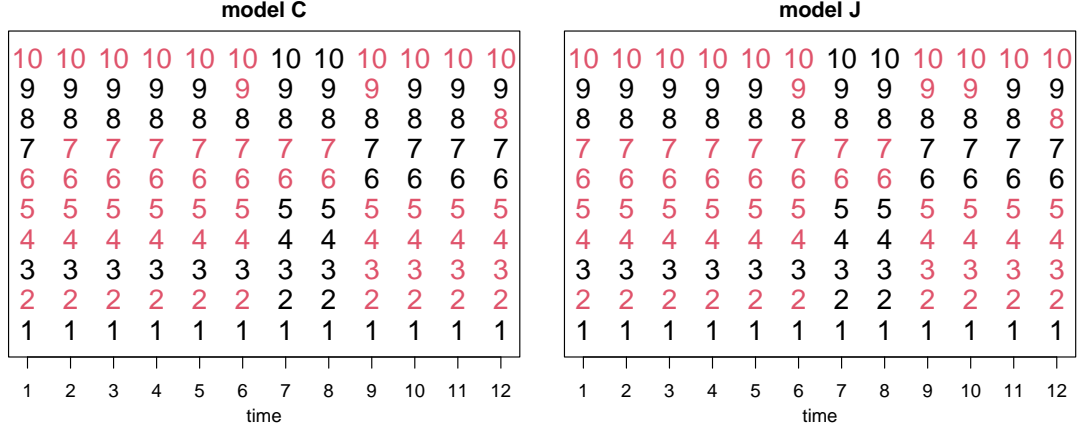 model C
10 10 10 10 10 10 10 10 10 10 10 10
9 9 9 9 9 9 9 9 9 9 9 9
8 8 8 8 8 8 8 8 8 8 8 8
7 7 7 7 7 7 7 7 7 7 7 7
6 6 6 6 6 6 6 6 6 6 6 6
5 5 5 5 5 5 5 5 5 5 5 5
4 4 4 4 4 4 4 4 4 4 4 4
3 3 3 3 3 3 3 3 3 3 3 3
2 2 2 2 2 2 2 2 2 2 2 2
1 1 1 1 1 1 1 1 1 1 1 1
1 2 3 4 5 6 7 8 9 10 11 12
time
model J
10 10 10 10 10 10 10 10 10 10 10 10
9 9 9 9 9 9 9 9 9 9 9 9
8 8 8 8 8 8 8 8 8 8 8 8
7 7 7 7 7 7 7 7 7 7 7 7
6 6 6 6 6 6 6 6 6 6 6 6
5 5 5 5 5 5 5 5 5 5 5 5
4 4 4 4 4 4 4 4 4 4 4 4
3 3 3 3 3 3 3 3 3 3 3 3
2 2 2 2 2 2 2 2 2 2 2 2
1 1 1 1 1 1 1 1 1 1 1 1
1 2 3 4 5 6 7 8 9 10 11 12
time